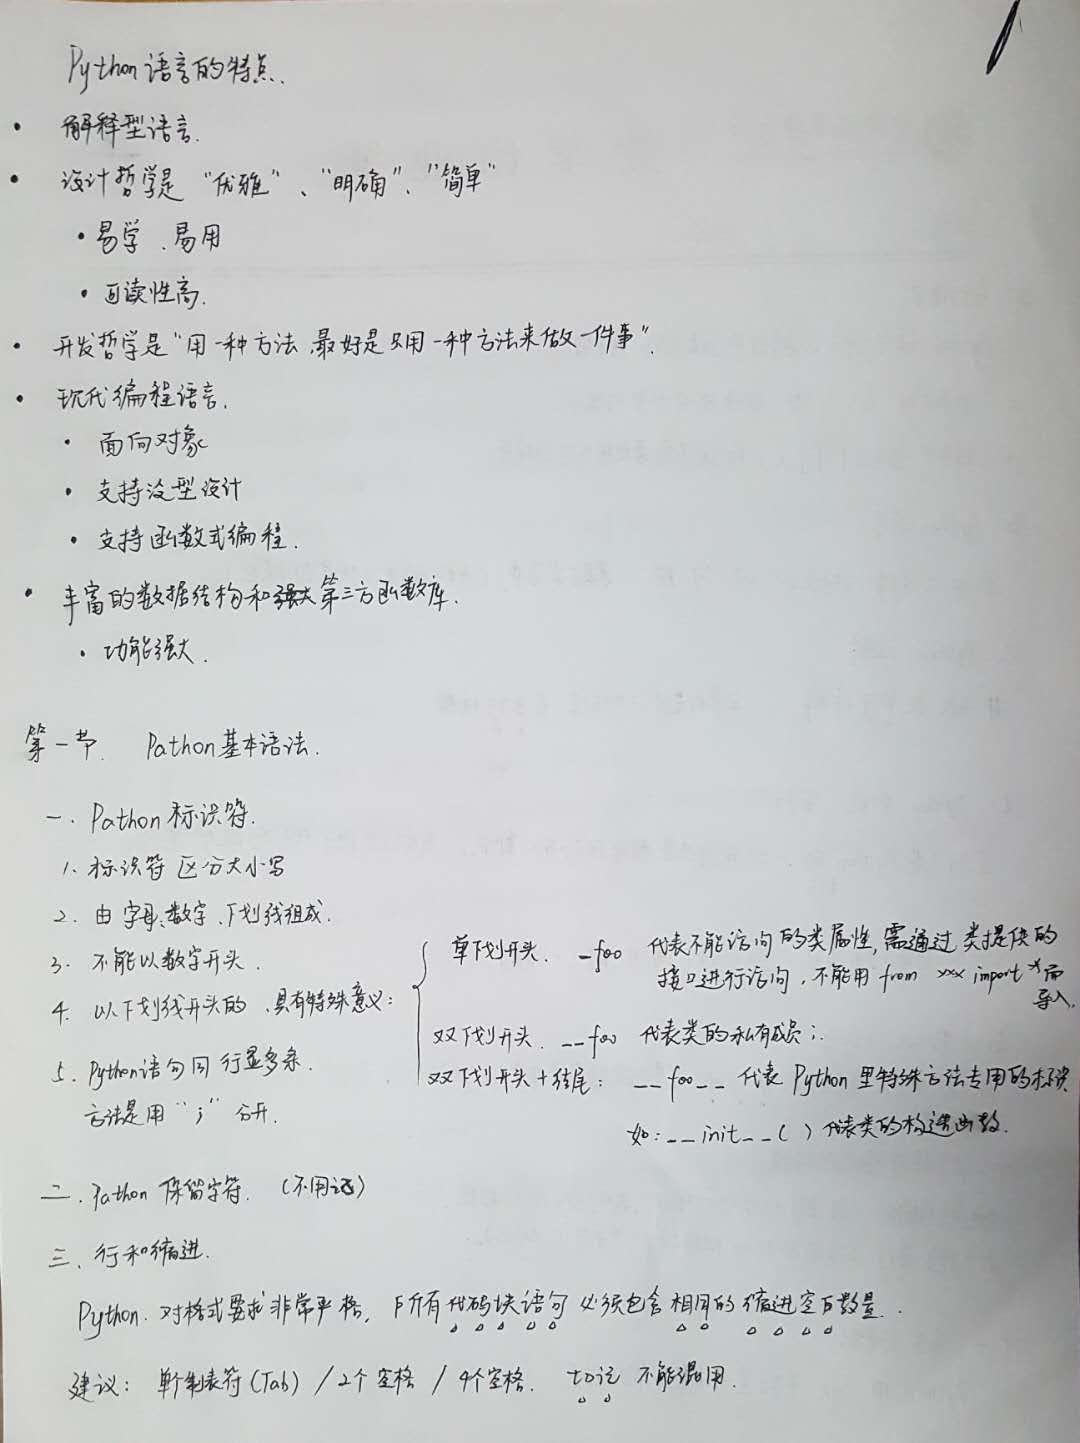 Python语言的特点.
· 解释型语言.
· 设计哲学是 “优雅”、“明确”、“简单”
· 易学、易用
· 可读性高.
· 开发哲学是“用一种方法,最好是只用一种方法来做一件事”.
· 现代编程语言.
· 面向对象
· 支持泛型设计
· 支持函数式编程.
· 丰富的数据结构和强大第三方函数库.
· 功能强大.
第一节. Pathon基本语法.
一. Pathon标识符.
1. 标识符区分大小写
2. 由字母、数字、下划线组成.
3. 不能以数字开头.
4. 以下划线开头的,具有特殊意义:
单下划开头. _foo 代表不能访问的类属性,需通过类提供的
接口进行访问,不能用 from xxx import *而
导入.
双下划开头. __foo 代表类的私有成员;.
双下划开头+结尾: __foo__ 代表 Python 里特殊方法专用的标识
如: __init__( ) 代表类的构造函数.
5. Python语句同行显多条.
方法是用“;”分开.
二. Pathon 保留字符. (不用记)
三. 行和缩进.
Python. 对格式要求非常严格, 所有代码块语句必须包含相同的缩进空白数量.
建议: 单个制表符(Tab) / 2个空格 / 4个空格. 切记 不能混用.